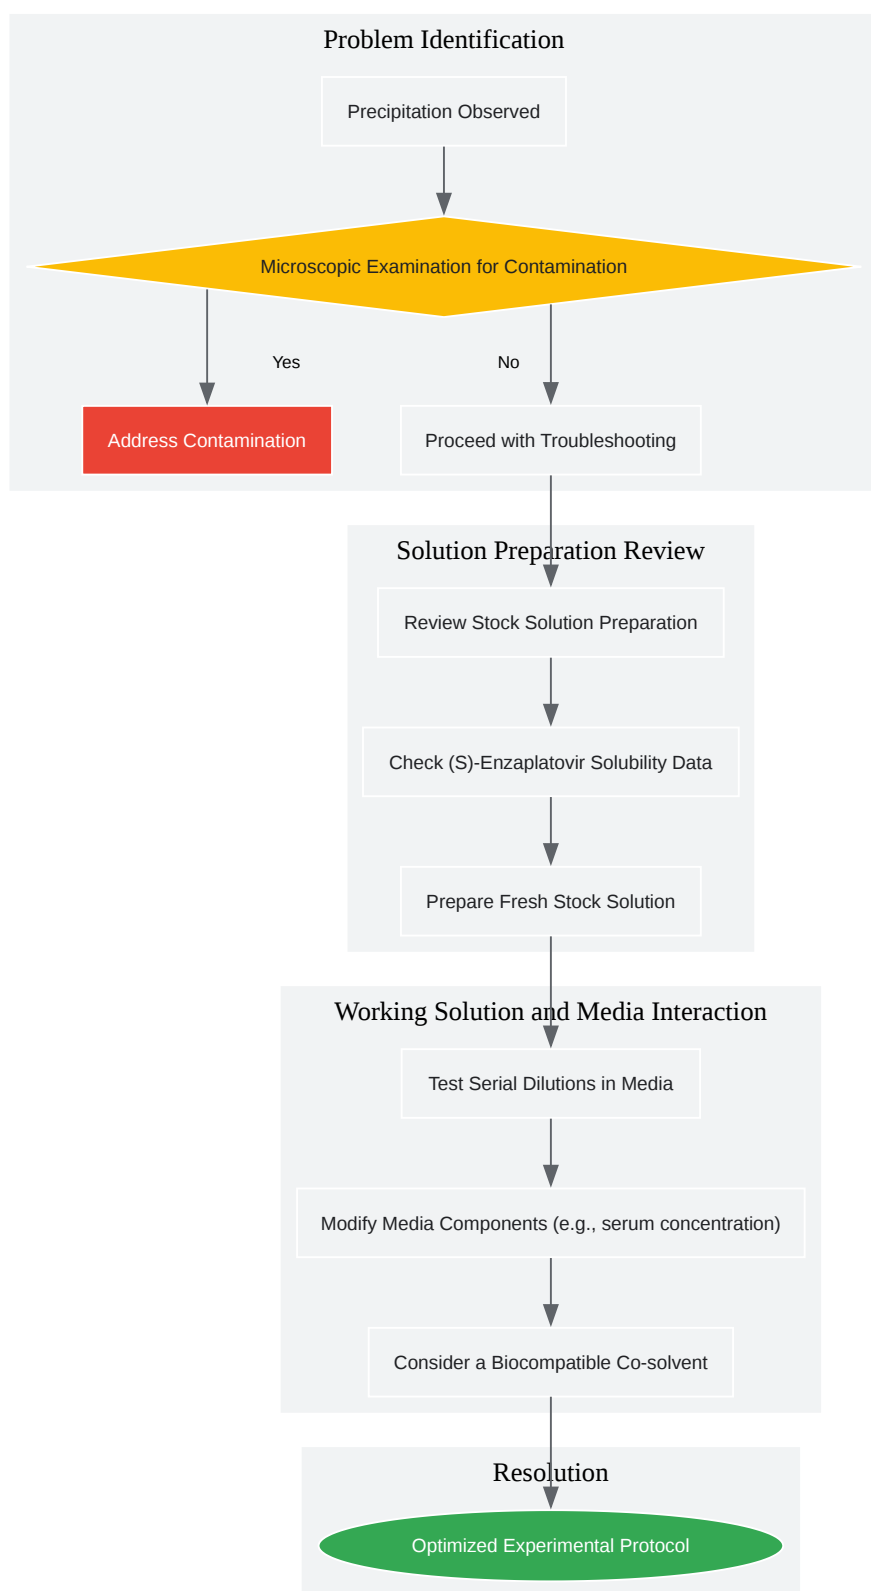 Problem Identification
Precipitation Observed
Microscopic Examination for Contamination
Yes
No
Address Contamination
Proceed with Troubleshooting
Solution Preparation Review
Review Stock Solution Preparation
Check (S)-Enzaplatovir Solubility Data
Prepare Fresh Stock Solution
Working Solution and Media Interaction
Test Serial Dilutions in Media
Modify Media Components (e.g., serum concentration)
Consider a Biocompatible Co-solvent
Resolution
Optimized Experimental Protocol